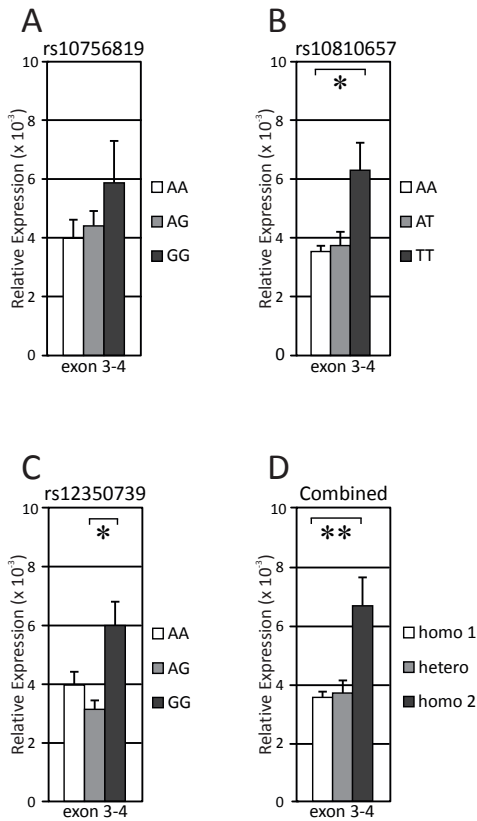 A
rs10756819
10
8
6
4
2
0
Relative Expression (x 10⁻³)
exon 3-4
AA
AG
GG
B
rs10810657
10
8
6
4
2
0
Relative Expression (x 10⁻³)
*
exon 3-4
AA
AT
TT
C
rs12350739
10
8
6
4
2
0
Relative Expression (x 10⁻³)
*
exon 3-4
AA
AG
GG
D
Combined
10
8
6
4
2
0
Relative Expression (x 10⁻³)
**
exon 3-4
homo 1
hetero
homo 2